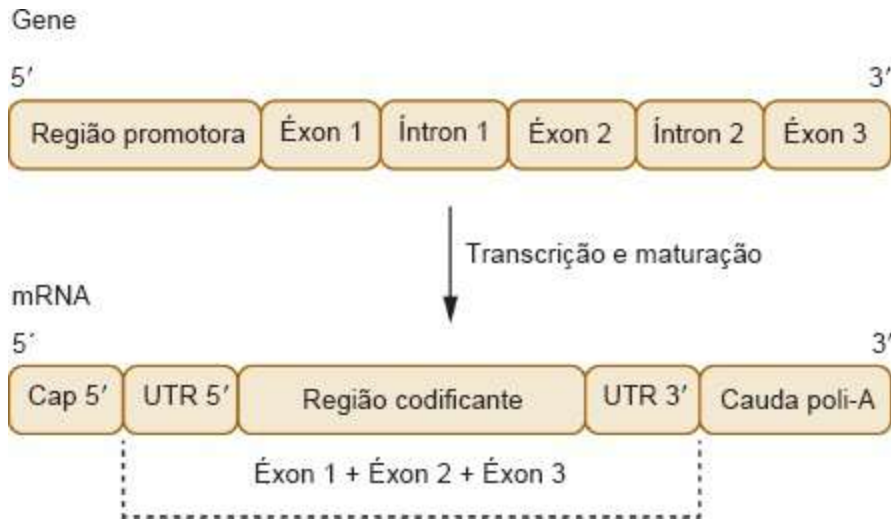 Gene
5′ 3′
Região promotora Éxon 1 Íntron 1 Éxon 2 Íntron 2 Éxon 3
Transcrição e maturação
mRNA
5´ 3′
Cap 5′ UTR 5′ Região codificante UTR 3′ Cauda poli-A
Éxon 1 + Éxon 2 + Éxon 3